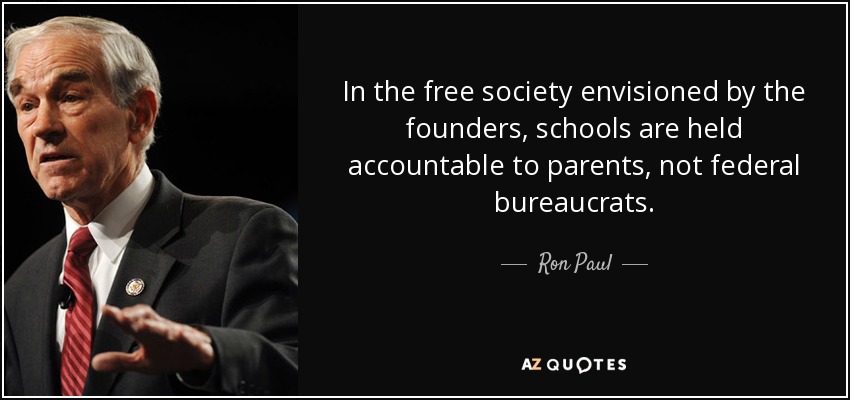 In the free society envisioned by the
founders, schools are held
accountable to parents, not federal
bureaucrats.
Ron Paul
AZ QUOTES